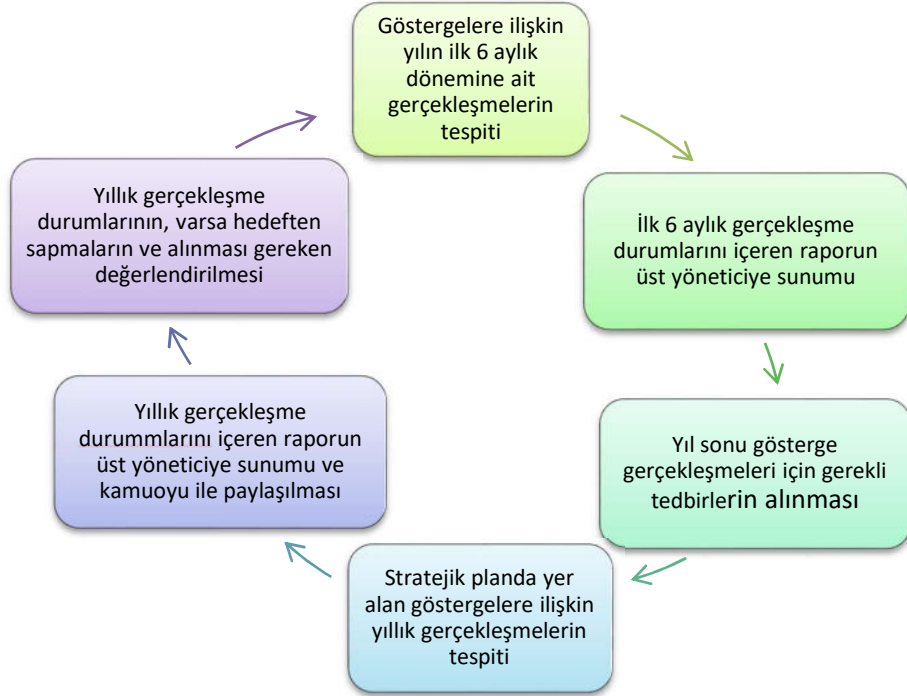 Göstergelere ilişkin
yılın ilk 6 aylık
dönemine ait
gerçekleşmelerin
tespiti
İlk 6 aylık gerçekleşme
durumlarını içeren raporun
üst yöneticiye sunumu
Yıl sonu gösterge
gerçekleşmeleri için gerekli
tedbirlerin alınması
Stratejik planda yer
alan göstergelere ilişkin
yıllık gerçekleşmelerin
tespiti
Yıllık gerçekleşme
durummlarını içeren raporun
üst yöneticiye sunumu ve
kamuoyu ile paylaşılması
Yıllık gerçekleşme
durumlarının, varsa hedeften
sapmaların ve alınması gereken
değerlendirilmesi